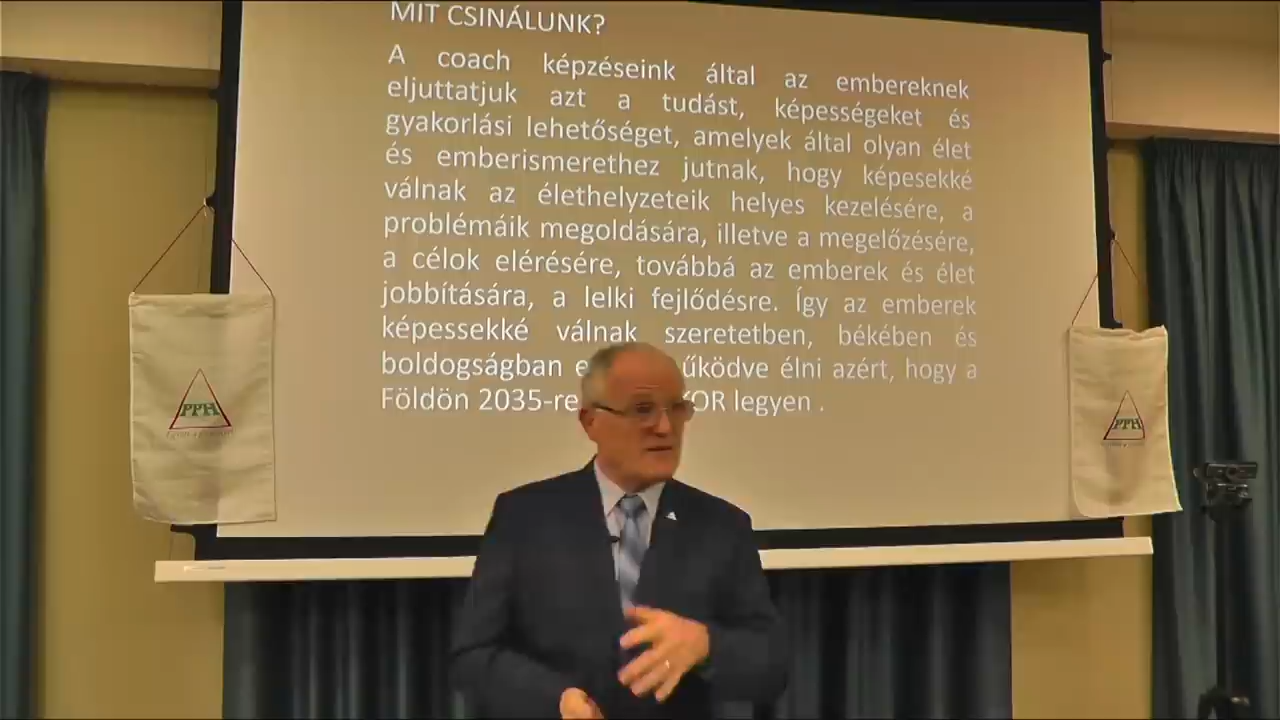 MIT CSINÁLUNK?
A coach képzéseink által az embereknek
eljuttatjuk azt a tudást, képességeket és
gyakorlási lehetőséget, amelyek által olyan élet
és emberismerethez jutnak, hogy képesekké
válnak az élethelyzeteik helyes kezelésére, a
problémáik megoldására, illetve a megelőzésére,
a célok elérésére, továbbá az emberek és élet
jobbítására, a lelki fejlődésre. Így az emberek
képessekké válnak szeretetben, békében és
boldogságban e űködve élni azért, hogy a
Földön 2035-re YKOR legyen .
PPH
PPH